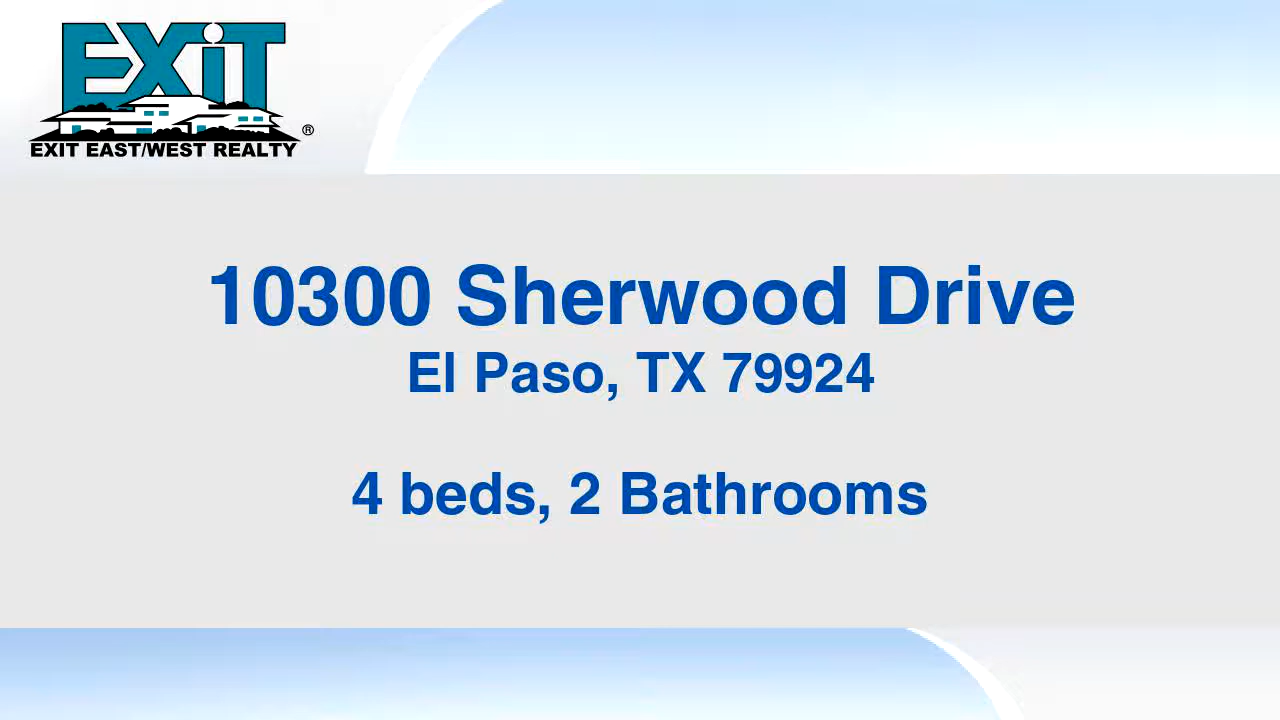 EXiT
®
EXIT EAST/WEST REALTY
10300 Sherwood Drive
El Paso, TX 79924
4 beds, 2 Bathrooms